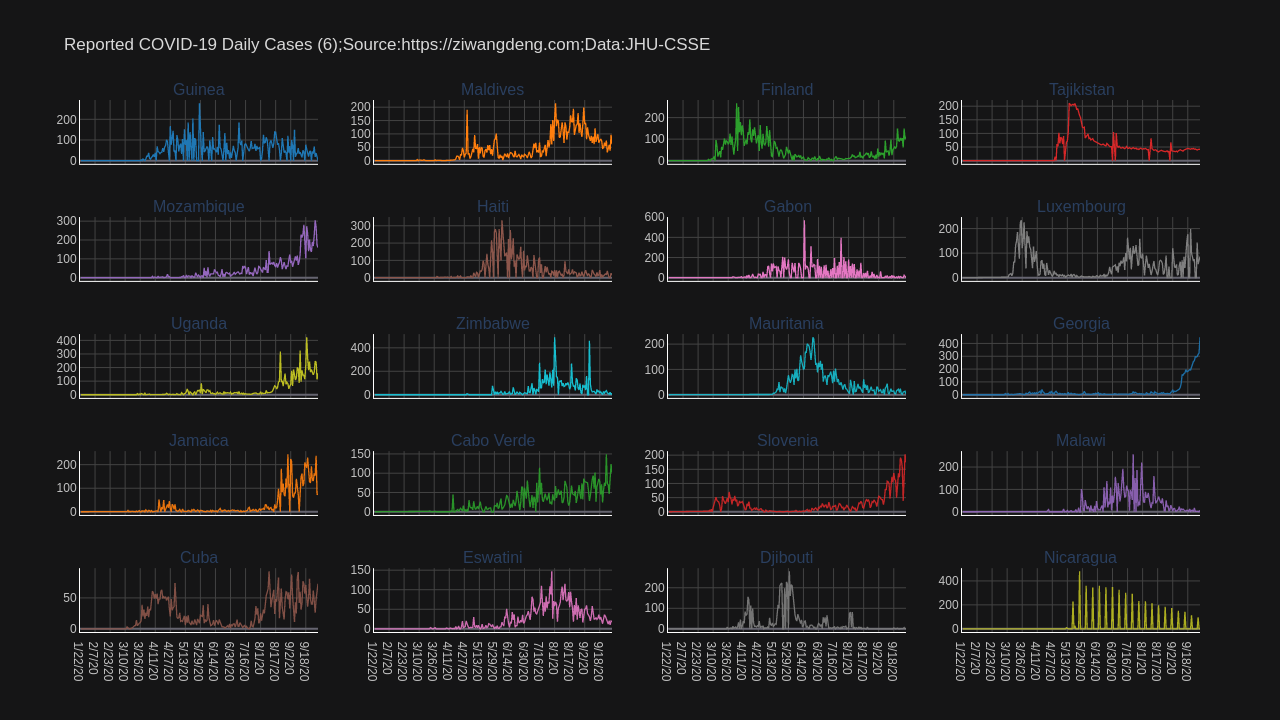 Reported COVID-19 Daily Cases (6);Source:https://ziwangdeng.com;Data:JHU-CSSE
Guinea
200
100
0
Maldives
200
150
100
50
0
Finland
200
100
0
Tajikistan
200
150
100
50
0
Mozambique
300
200
100
0
Haiti
300
200
100
0
Gabon
600
400
200
0
Luxembourg
200
100
0
Uganda
400
300
200
100
0
Zimbabwe
400
200
0
Mauritania
200
100
0
Georgia
400
300
200
100
0
Jamaica
200
100
0
Cabo Verde
150
100
50
0
Slovenia
200
150
100
50
0
Malawi
200
100
0
Cuba
50
0
Eswatini
150
100
50
0
Djibouti
200
100
0
Nicaragua
400
200
0
1/22/20 2/7/20 2/23/20 3/10/20 3/26/20 4/11/20 4/27/20 5/13/20 5/29/20 6/14/20 6/30/20 7/16/20 8/1/20 8/17/20 9/2/20 9/18/20
1/22/20 2/7/20 2/23/20 3/10/20 3/26/20 4/11/20 4/27/20 5/13/20 5/29/20 6/14/20 6/30/20 7/16/20 8/1/20 8/17/20 9/2/20 9/18/20
1/22/20 2/7/20 2/23/20 3/10/20 3/26/20 4/11/20 4/27/20 5/13/20 5/29/20 6/14/20 6/30/20 7/16/20 8/1/20 8/17/20 9/2/20 9/18/20
1/22/20 2/7/20 2/23/20 3/10/20 3/26/20 4/11/20 4/27/20 5/13/20 5/29/20 6/14/20 6/30/20 7/16/20 8/1/20 8/17/20 9/2/20 9/18/20